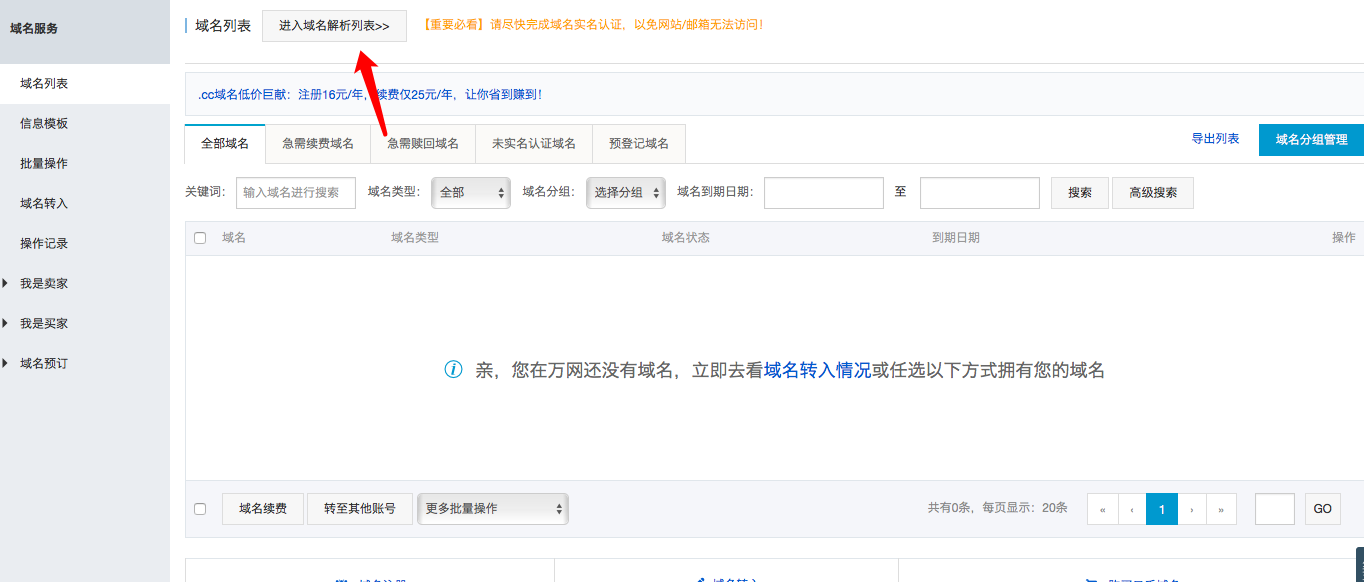 域名服务
域名列表
信息模板
批量操作
域名转入
操作记录
我是卖家
我是买家
域名预订
域名列表 进入域名解析列表>> 【重要必看】请尽快完成域名实名认证，以免网站/邮箱无法访问！
.cc域名低价巨献：注册16元/年，续费仅25元/年，让你省到赚到！
全部域名 急需续费域名 急需赎回域名 未实名认证域名 预登记域名 导出列表 域名分组管理
关键词： 输入域名进行搜索 域名类型： 全部 域名分组： 选择分组 域名到期日期： 至 搜索 高级搜索
域名 域名类型 域名状态 到期日期 操作
亲，您在万网还没有域名，立即去看域名转入情况或任选以下方式拥有您的域名
域名续费 转至其他账号 更多批量操作 共有0条，每页显示：20条 « ‹ 1 › » GO